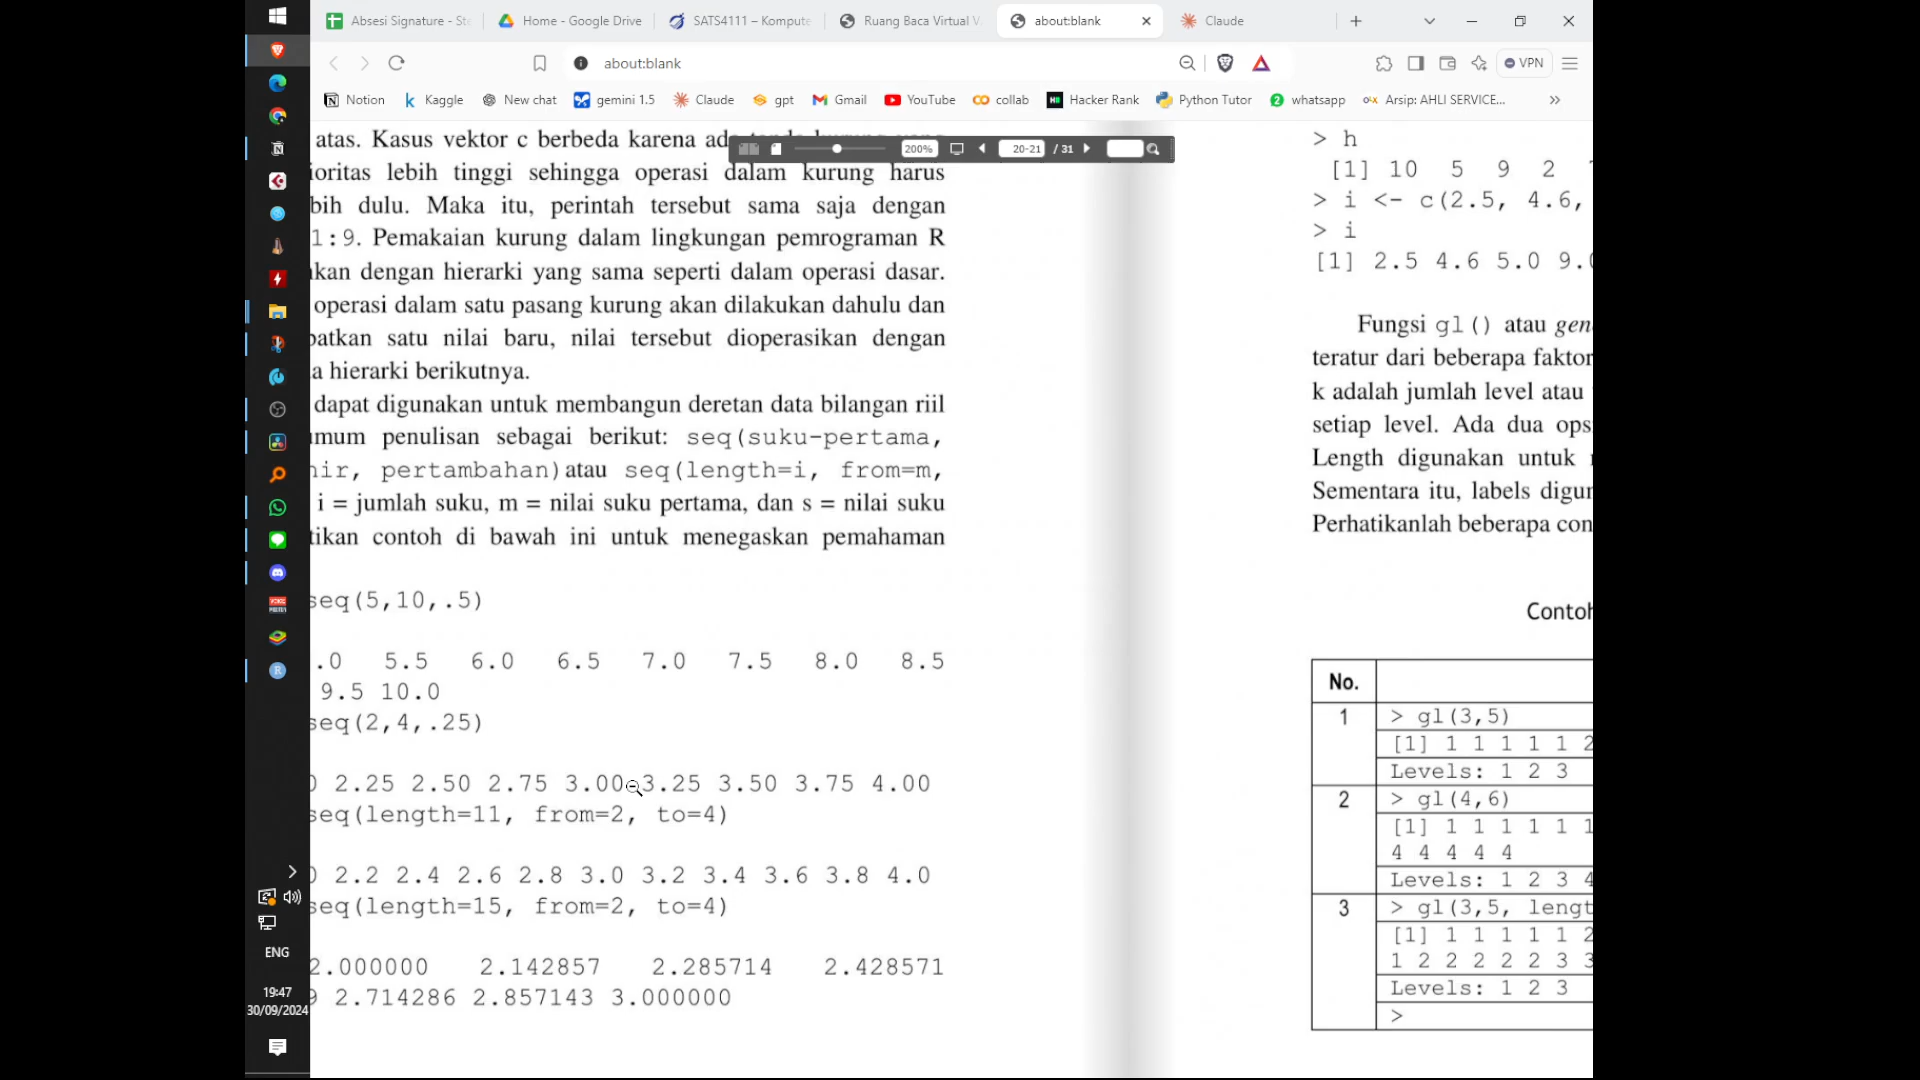 Absesi Signature - Ste
Home - Google Drive
SATS4111 – Kompute
Ruang Baca Virtual V
about:blank
Claude
about:blank
VPN
Notion
Kaggle
New chat
gemini 1.5
Claude
gpt
Gmail
YouTube
collab
Hacker Rank
Python Tutor
whatsapp
Arsip: AHLI SERVICE...
200%
20-21 / 31
atas. Kasus vektor c berbeda karena ada
ioritas lebih tinggi sehingga operasi dalam kurung harus
bih dulu. Maka itu, perintah tersebut sama saja dengan
1:9. Pemakaian kurung dalam lingkungan pemrograman R
akan dengan hierarki yang sama seperti dalam operasi dasar.
operasi dalam satu pasang kurung akan dilakukan dahulu dan
patkan satu nilai baru, nilai tersebut dioperasikan dengan
a hierarki berikutnya.
dapat digunakan untuk membangun deretan data bilangan riil
umum penulisan sebagai berikut: seq(suku-pertama,
hir, pertambahan)atau seq(length=i, from=m,
i = jumlah suku, m = nilai suku pertama, dan s = nilai suku
tikan contoh di bawah ini untuk menegaskan pemahaman
seq(5,10,.5)
.0 5.5 6.0 6.5 7.0 7.5 8.0 8.5
9.5 10.0
seq(2,4,.25)
0 2.25 2.50 2.75 3.00 3.25 3.50 3.75 4.00
seq(length=11, from=2, to=4)
0 2.2 2.4 2.6 2.8 3.0 3.2 3.4 3.6 3.8 4.0
seq(length=15, from=2, to=4)
2.000000 2.142857 2.285714 2.428571
9 2.714286 2.857143 3.000000
> h
[1] 10 5 9 2
> i <- c(2.5, 4.6,
> i
[1] 2.5 4.6 5.0 9.0
Fungsi gl() atau gen
teratur dari beberapa faktor
k adalah jumlah level atau
setiap level. Ada dua ops
Length digunakan untuk
Sementara itu, labels digun
Perhatikanlah beberapa con
Contoh
No.
1
> gl(3,5)
[1] 1 1 1 1 1 2
Levels: 1 2 3
2
> gl(4,6)
[1] 1 1 1 1 1 1
4 4 4 4 4
Levels: 1 2 3 4
3
> gl(3,5, lengt
[1] 1 1 1 1 1 2
1 2 2 2 2 2 3 3
Levels: 1 2 3
>
ENG
19:47
30/09/2024